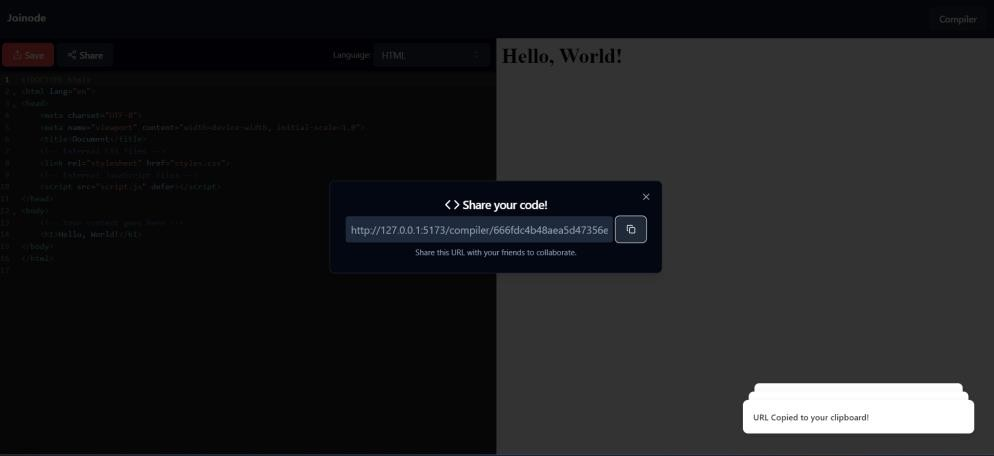 Joinode
Compiler
Save
Share
Language:
HTML
1 <!DOCTYPE html>
2 <html lang="en">
3 <head>
4 <meta charset="UTF-8">
5 <meta name="viewport" content="width=device-width, initial-scale=1.0">
6 <title>Document</title>
7 <!-- External CSS files -->
8 <link rel="stylesheet" href="styles.css">
9 <!-- External JavaScript files -->
10 <script src="script.js" defer></script>
11 </head>
12 <body>
13 <!-- Your content goes here -->
14 <h1>Hello, World!</h1>
15 </body>
16 </html>
17
Hello, World!
<> Share your code!
http://127.0.0.1:5173/compiler/666fdc4b48aea5d47356e
Share this URL with your friends to collaborate.
URL Copied to your clipboard!